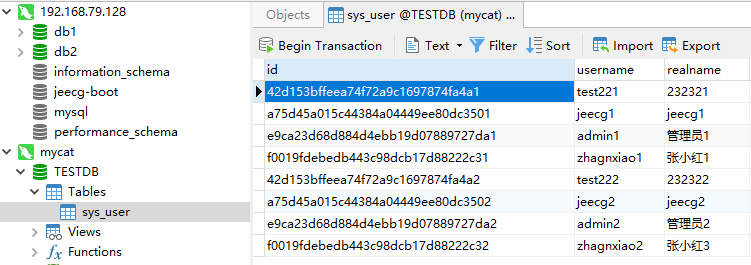 192.168.79.128
db1
db2
information_schema
jeecg-boot
mysql
performance_schema
mycat
TESTDB
Tables
sys_user
Views
Functions
Objects
sys_user @TESTDB (mycat) ...
Begin Transaction
Text
Filter
Sort
Import
Export
id username realname
42d153bffeea74f72a9c1697874fa4a1 test221 232321
a75d45a015c44384a04449ee80dc3501 jeecg1 jeecg1
e9ca23d68d884d4ebb19d07889727da1 admin1 管理员1
f0019fdebedb443c98dcb17d88222c31 zhagnxiao1 张小红1
42d153bffeea74f72a9c1697874fa4a2 test222 232322
a75d45a015c44384a04449ee80dc3502 jeecg2 jeecg2
e9ca23d68d884d4ebb19d07889727da2 admin2 管理员2
f0019fdebedb443c98dcb17d88222c32 zhagnxiao2 张小红3